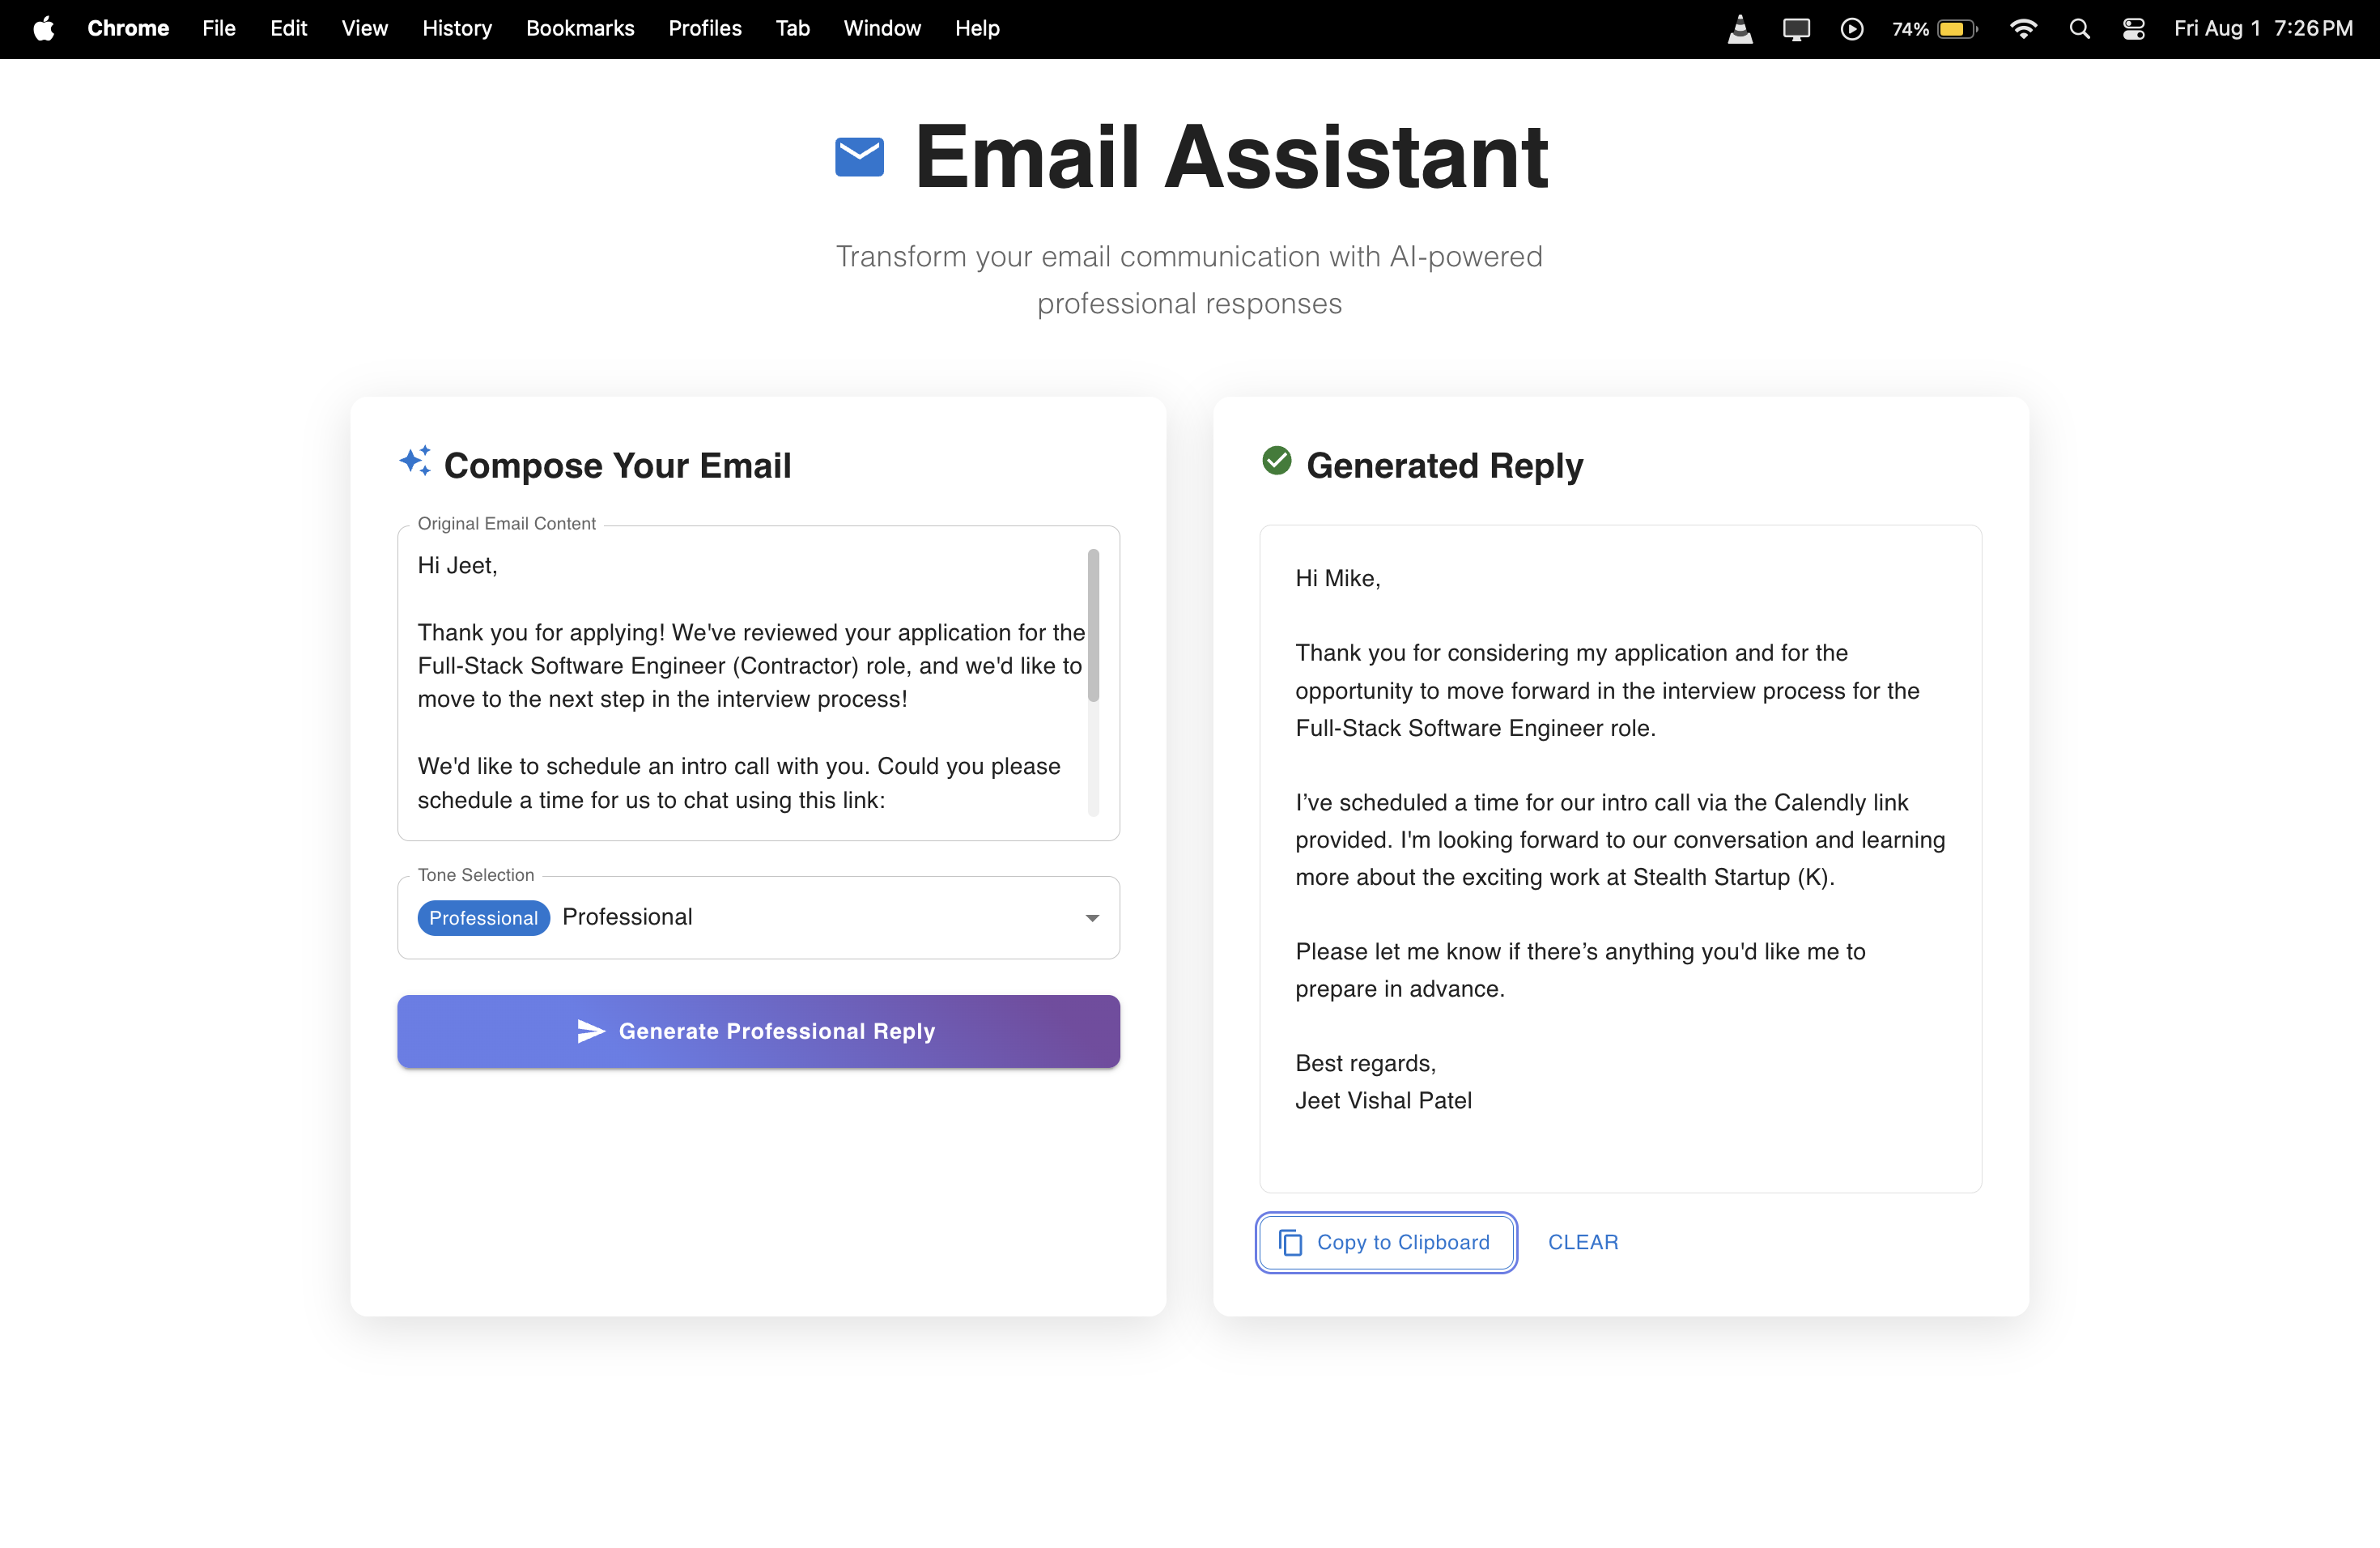 Chrome File Edit View History Bookmarks Profiles Tab Window Help 74% Fri Aug 1 7:26 PM
Email Assistant
Transform your email communication with AI-powered
professional responses
Compose Your Email
Original Email Content
Hi Jeet,
Thank you for applying! We've reviewed your application for the
Full-Stack Software Engineer (Contractor) role, and we'd like to
move to the next step in the interview process!
We'd like to schedule an intro call with you. Could you please
schedule a time for us to chat using this link:
Tone Selection
Professional Professional
Generate Professional Reply
Generated Reply
Hi Mike,
Thank you for considering my application and for the
opportunity to move forward in the interview process for the
Full-Stack Software Engineer role.
I’ve scheduled a time for our intro call via the Calendly link
provided. I'm looking forward to our conversation and learning
more about the exciting work at Stealth Startup (K).
Please let me know if there’s anything you'd like me to
prepare in advance.
Best regards,
Jeet Vishal Patel
Copy to Clipboard CLEAR